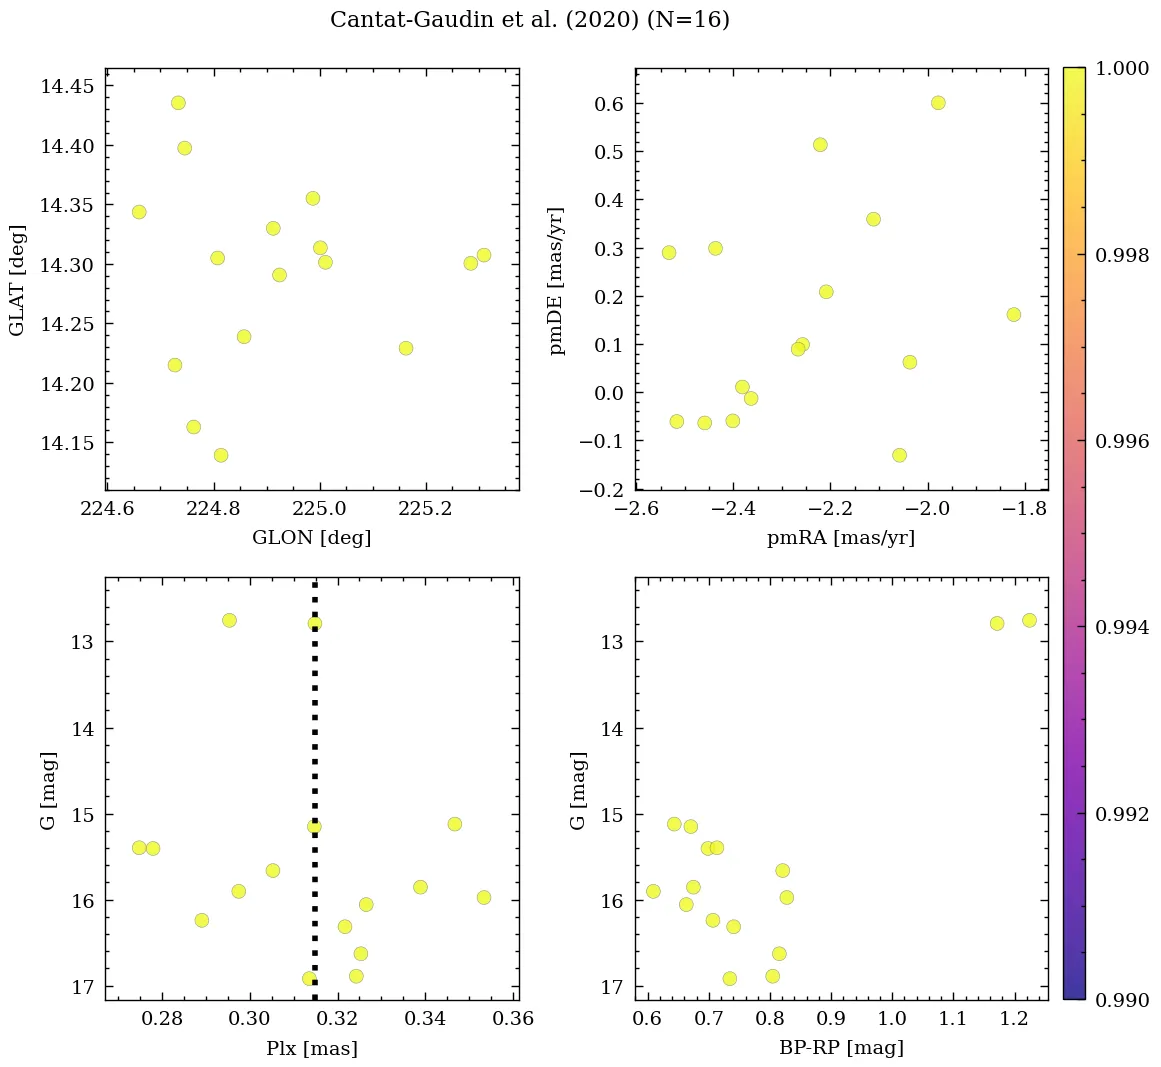 Cantat-Gaudin et al. (2020) (N=16)
GLAT [deg]
14.45
14.40
14.35
14.30
14.25
14.20
14.15
224.6 224.8 225.0 225.2
GLON [deg]
pmDE [mas/yr]
0.6
0.5
0.4
0.3
0.2
0.1
0.0
−0.1
−0.2
−2.6 −2.4 −2.2 −2.0 −1.8
pmRA [mas/yr]
G [mag]
13
14
15
16
17
0.28 0.30 0.32 0.34 0.36
Plx [mas]
G [mag]
13
14
15
16
17
0.6 0.7 0.8 0.9 1.0 1.1 1.2
BP-RP [mag]
1.000
0.998
0.996
0.994
0.992
0.990